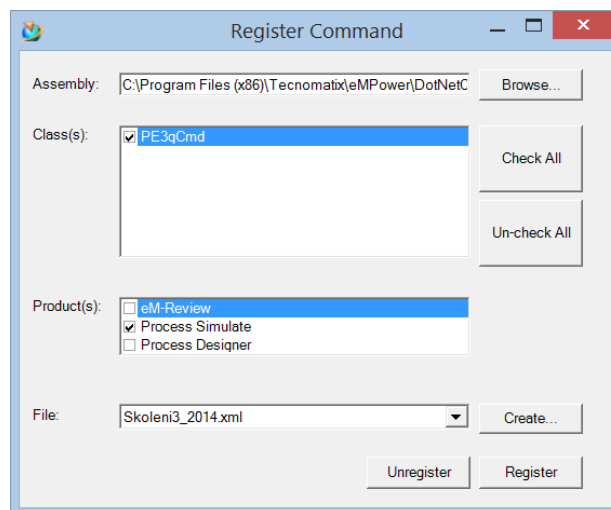 Register Command
Assembly: C:\Program Files (x86)\Tecnomatix\eMPower\DotNetC Browse...
Class(s): PE3qCmd
Check All
Un-check All
Product(s): eM-Review
Process Simulate
Process Designer
File: Skoleni3_2014.xml Create...
Unregister Register